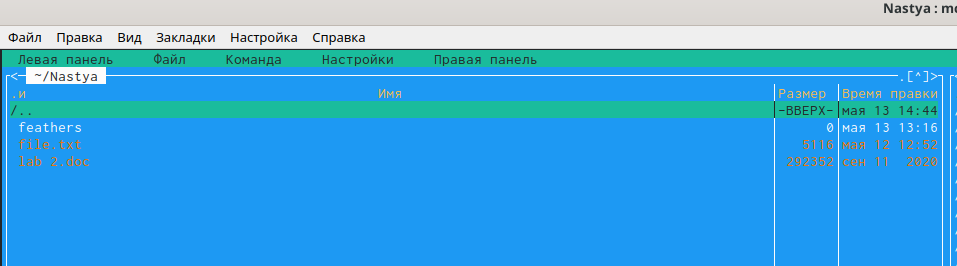 Nastya : m
Файл Правка Вид Закладки Настройка Справка
Левая панель Файл Команда Настройки Правая панель
<─ ~/Nastya .[^]>
.и Имя Размер Время правки
/.. -ВВЕРХ- мая 13 14:44
feathers 0 мая 13 13:16
file.txt 5116 мая 12 12:52
lab 2.doc 292352 сен 11 2020